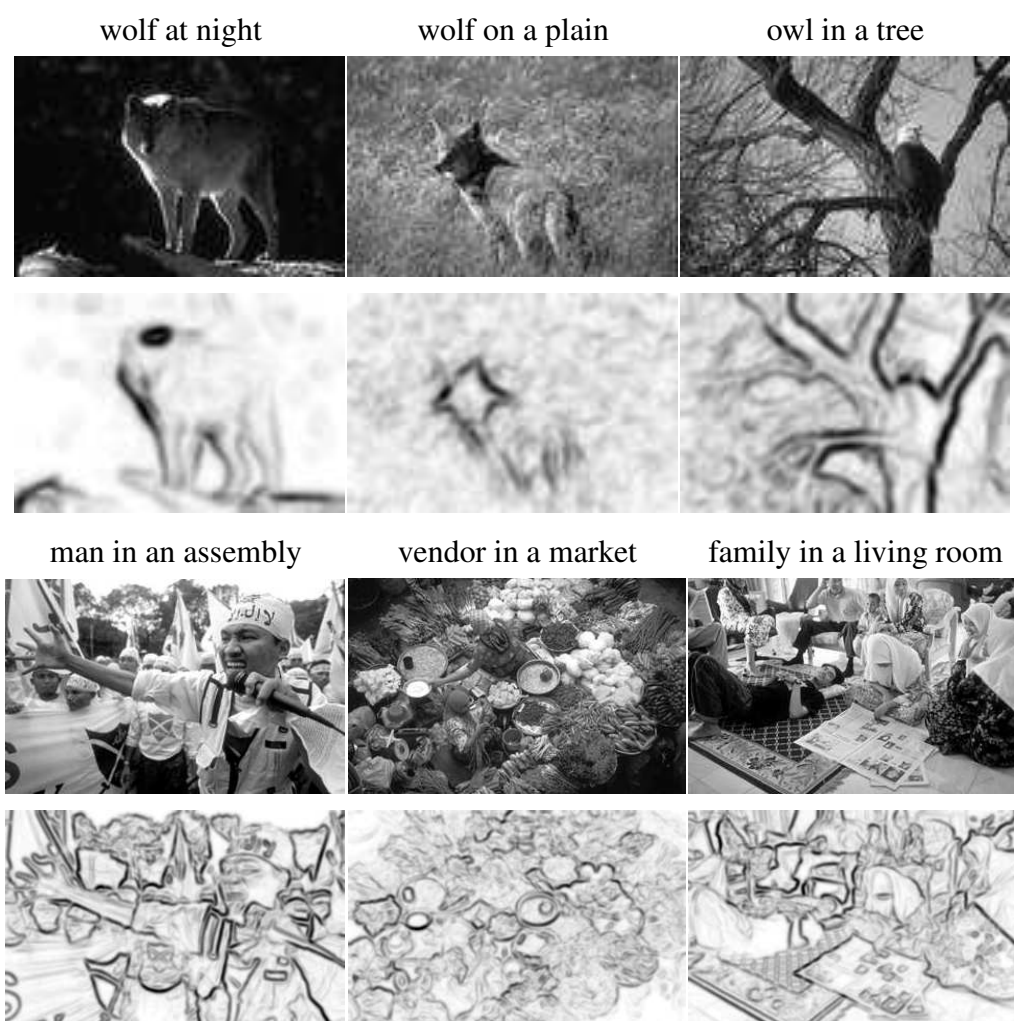 wolf at night
wolf on a plain
owl in a tree
man in an assembly
vendor in a market
family in a living room